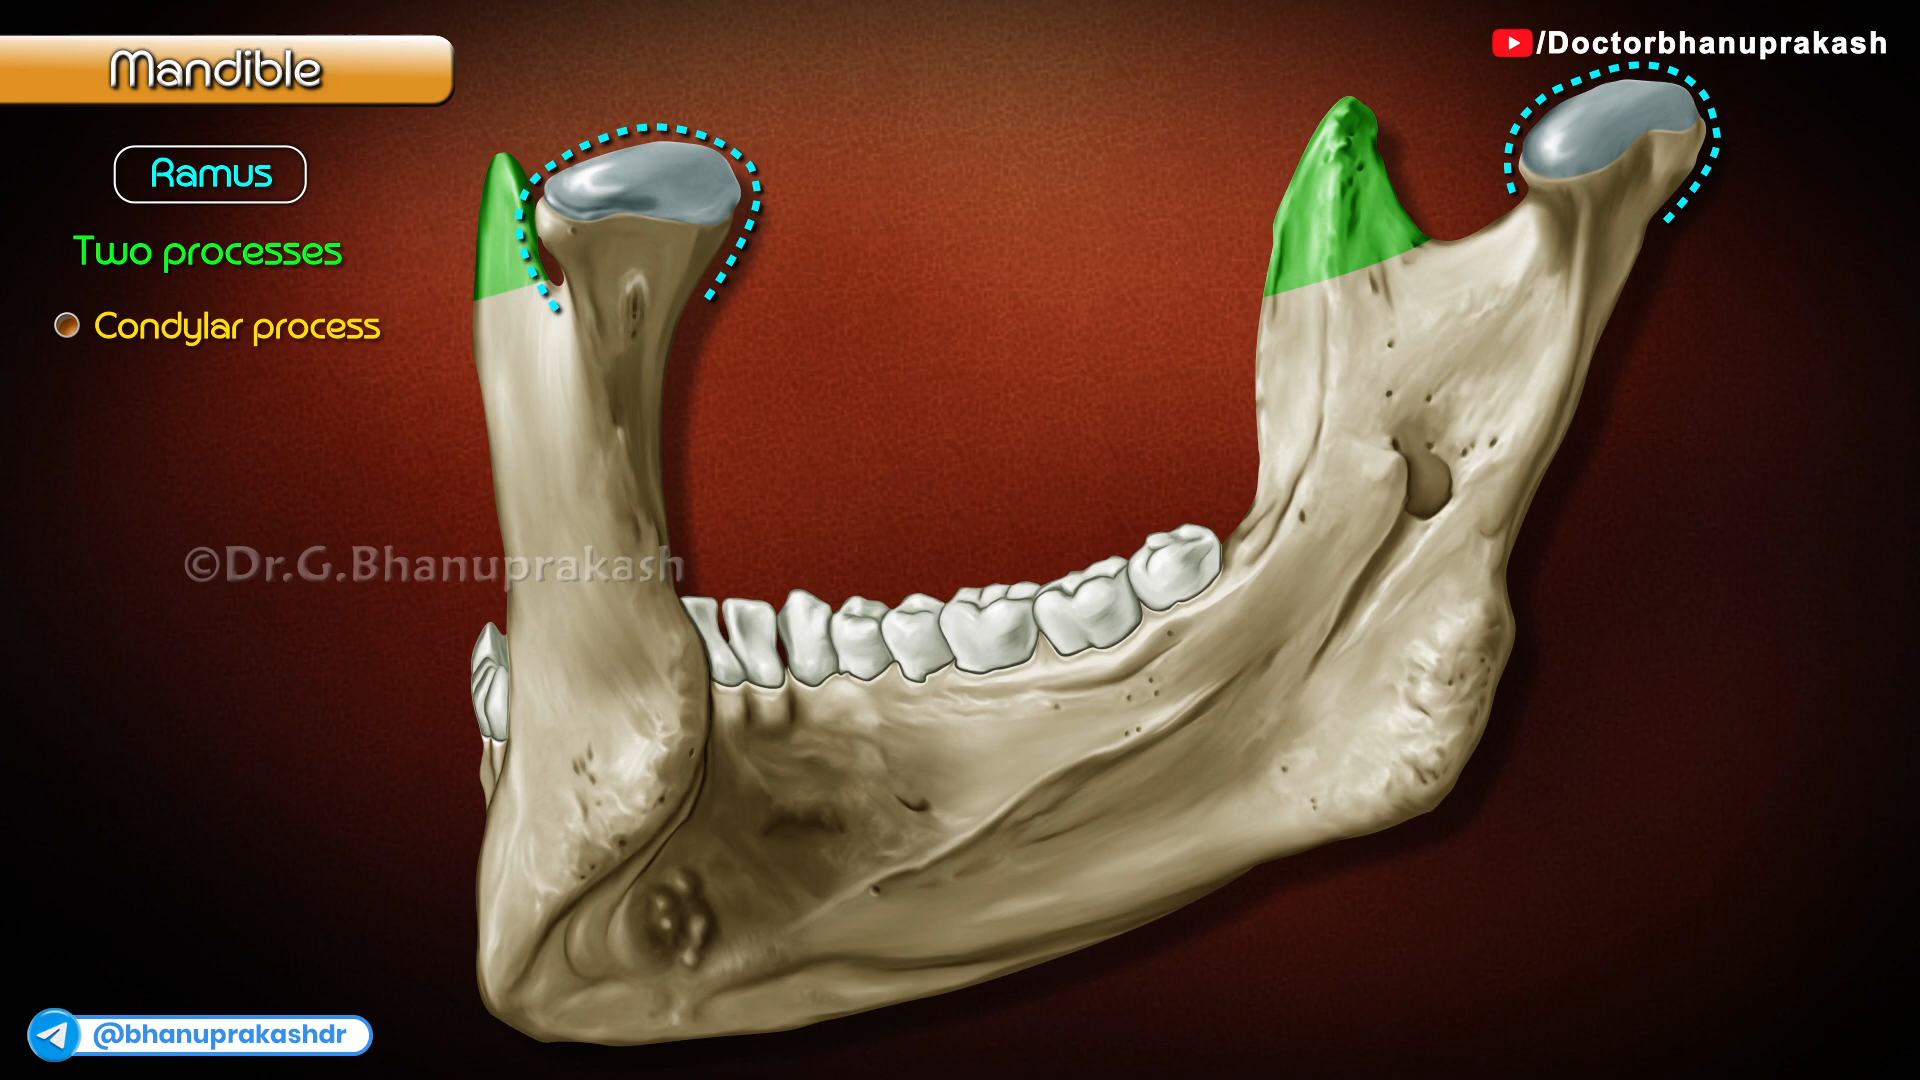 Mandible
/Doctorbhanuprakash
Ramus
Two processes
Condylar process
©Dr.G.Bhanuprakash
@bhanuprakashdr